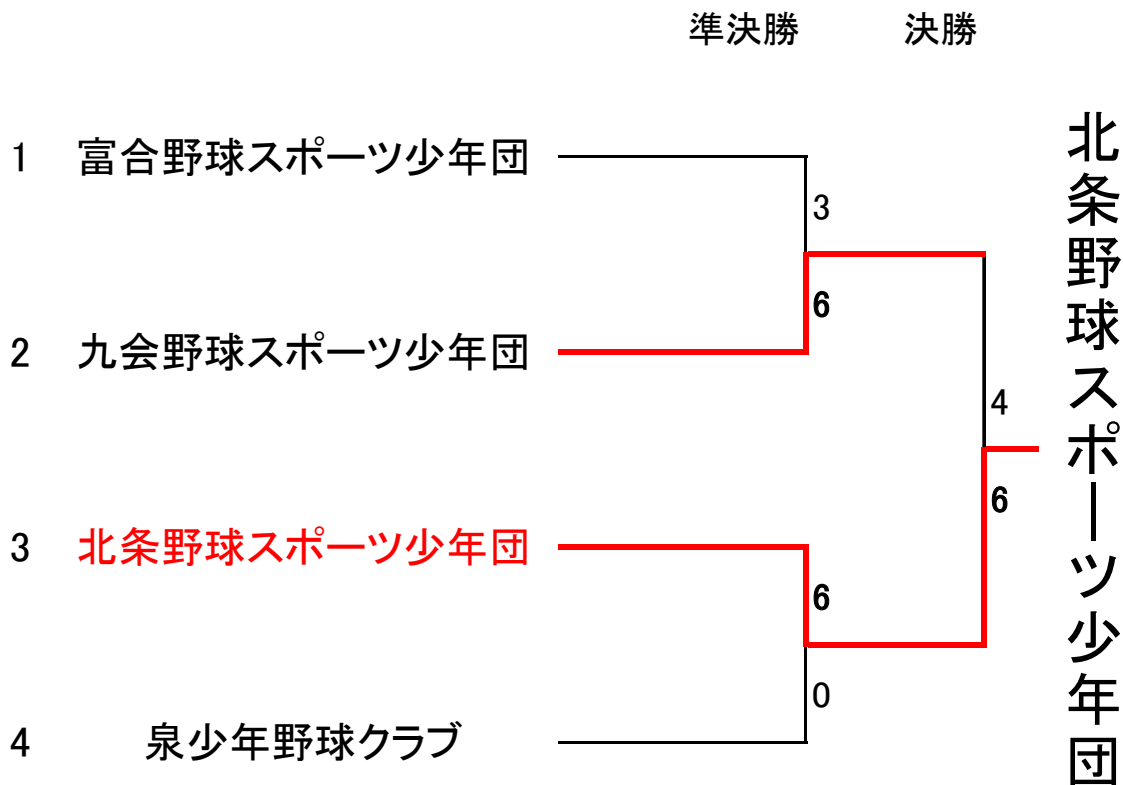 準決勝 決勝
1 富合野球スポーツ少年団
3
6
2 九会野球スポーツ少年団
4
6
3 北条野球スポーツ少年団
6
0
4 泉少年野球クラブ
北条野球スポーツ少年団